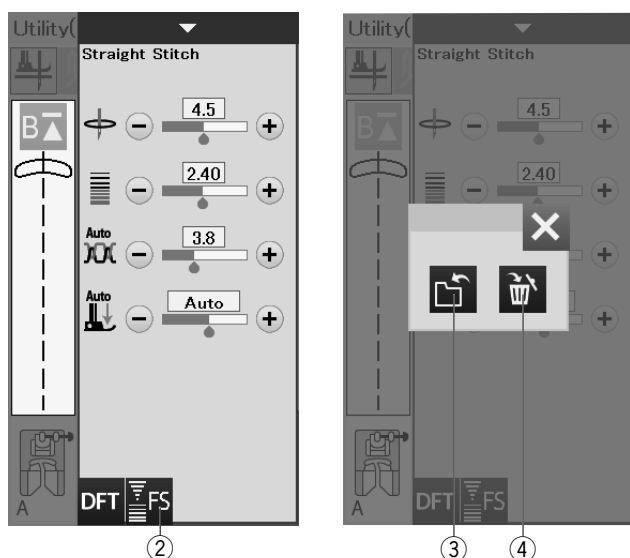 Utility(
Straight Stitch
B
4.5
2.40
Auto
3.8
Auto
Auto
A
DFT
FS
②
Utility(
Straight Stitch
B
4.5
2.40
A
DFT
FS
③
④